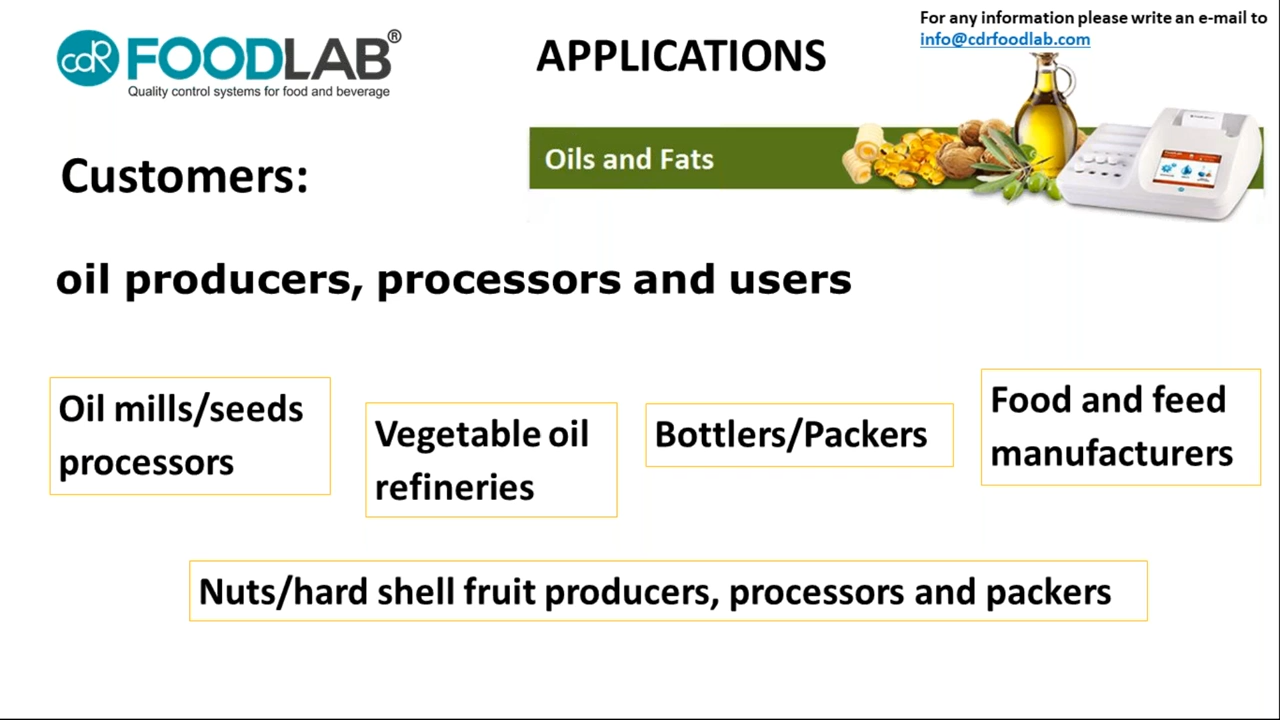 For any information please write an e-mail to
info@cdrfoodlab.com
cdR FOODLAB®
Quality control systems for food and beverage
APPLICATIONS
Oils and Fats
Customers:
oil producers, processors and users
Oil mills/seeds
processors
Vegetable oil
refineries
Bottlers/Packers
Food and feed
manufacturers
Nuts/hard shell fruit producers, processors and packers